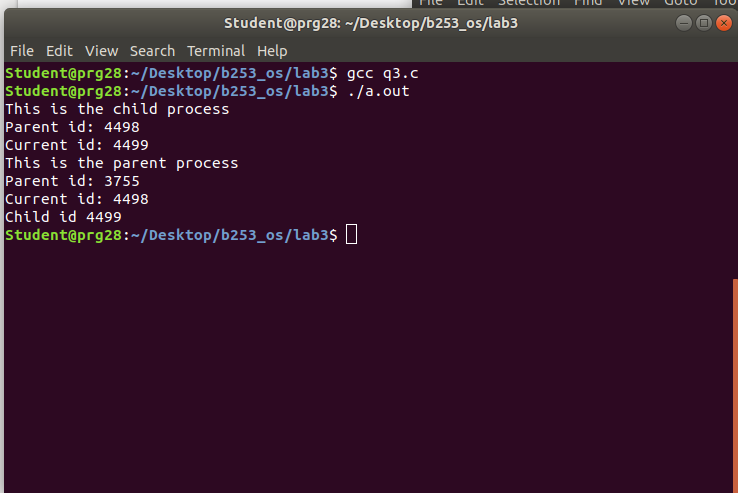 File Edit Selection Find View Goto Tool
Student@prg28: ~/Desktop/b253_os/lab3
File Edit View Search Terminal Help
Student@prg28:~/Desktop/b253_os/lab3$ gcc q3.c
Student@prg28:~/Desktop/b253_os/lab3$ ./a.out
This is the child process
Parent id: 4498
Current id: 4499
This is the parent process
Parent id: 3755
Current id: 4498
Child id 4499
Student@prg28:~/Desktop/b253_os/lab3$